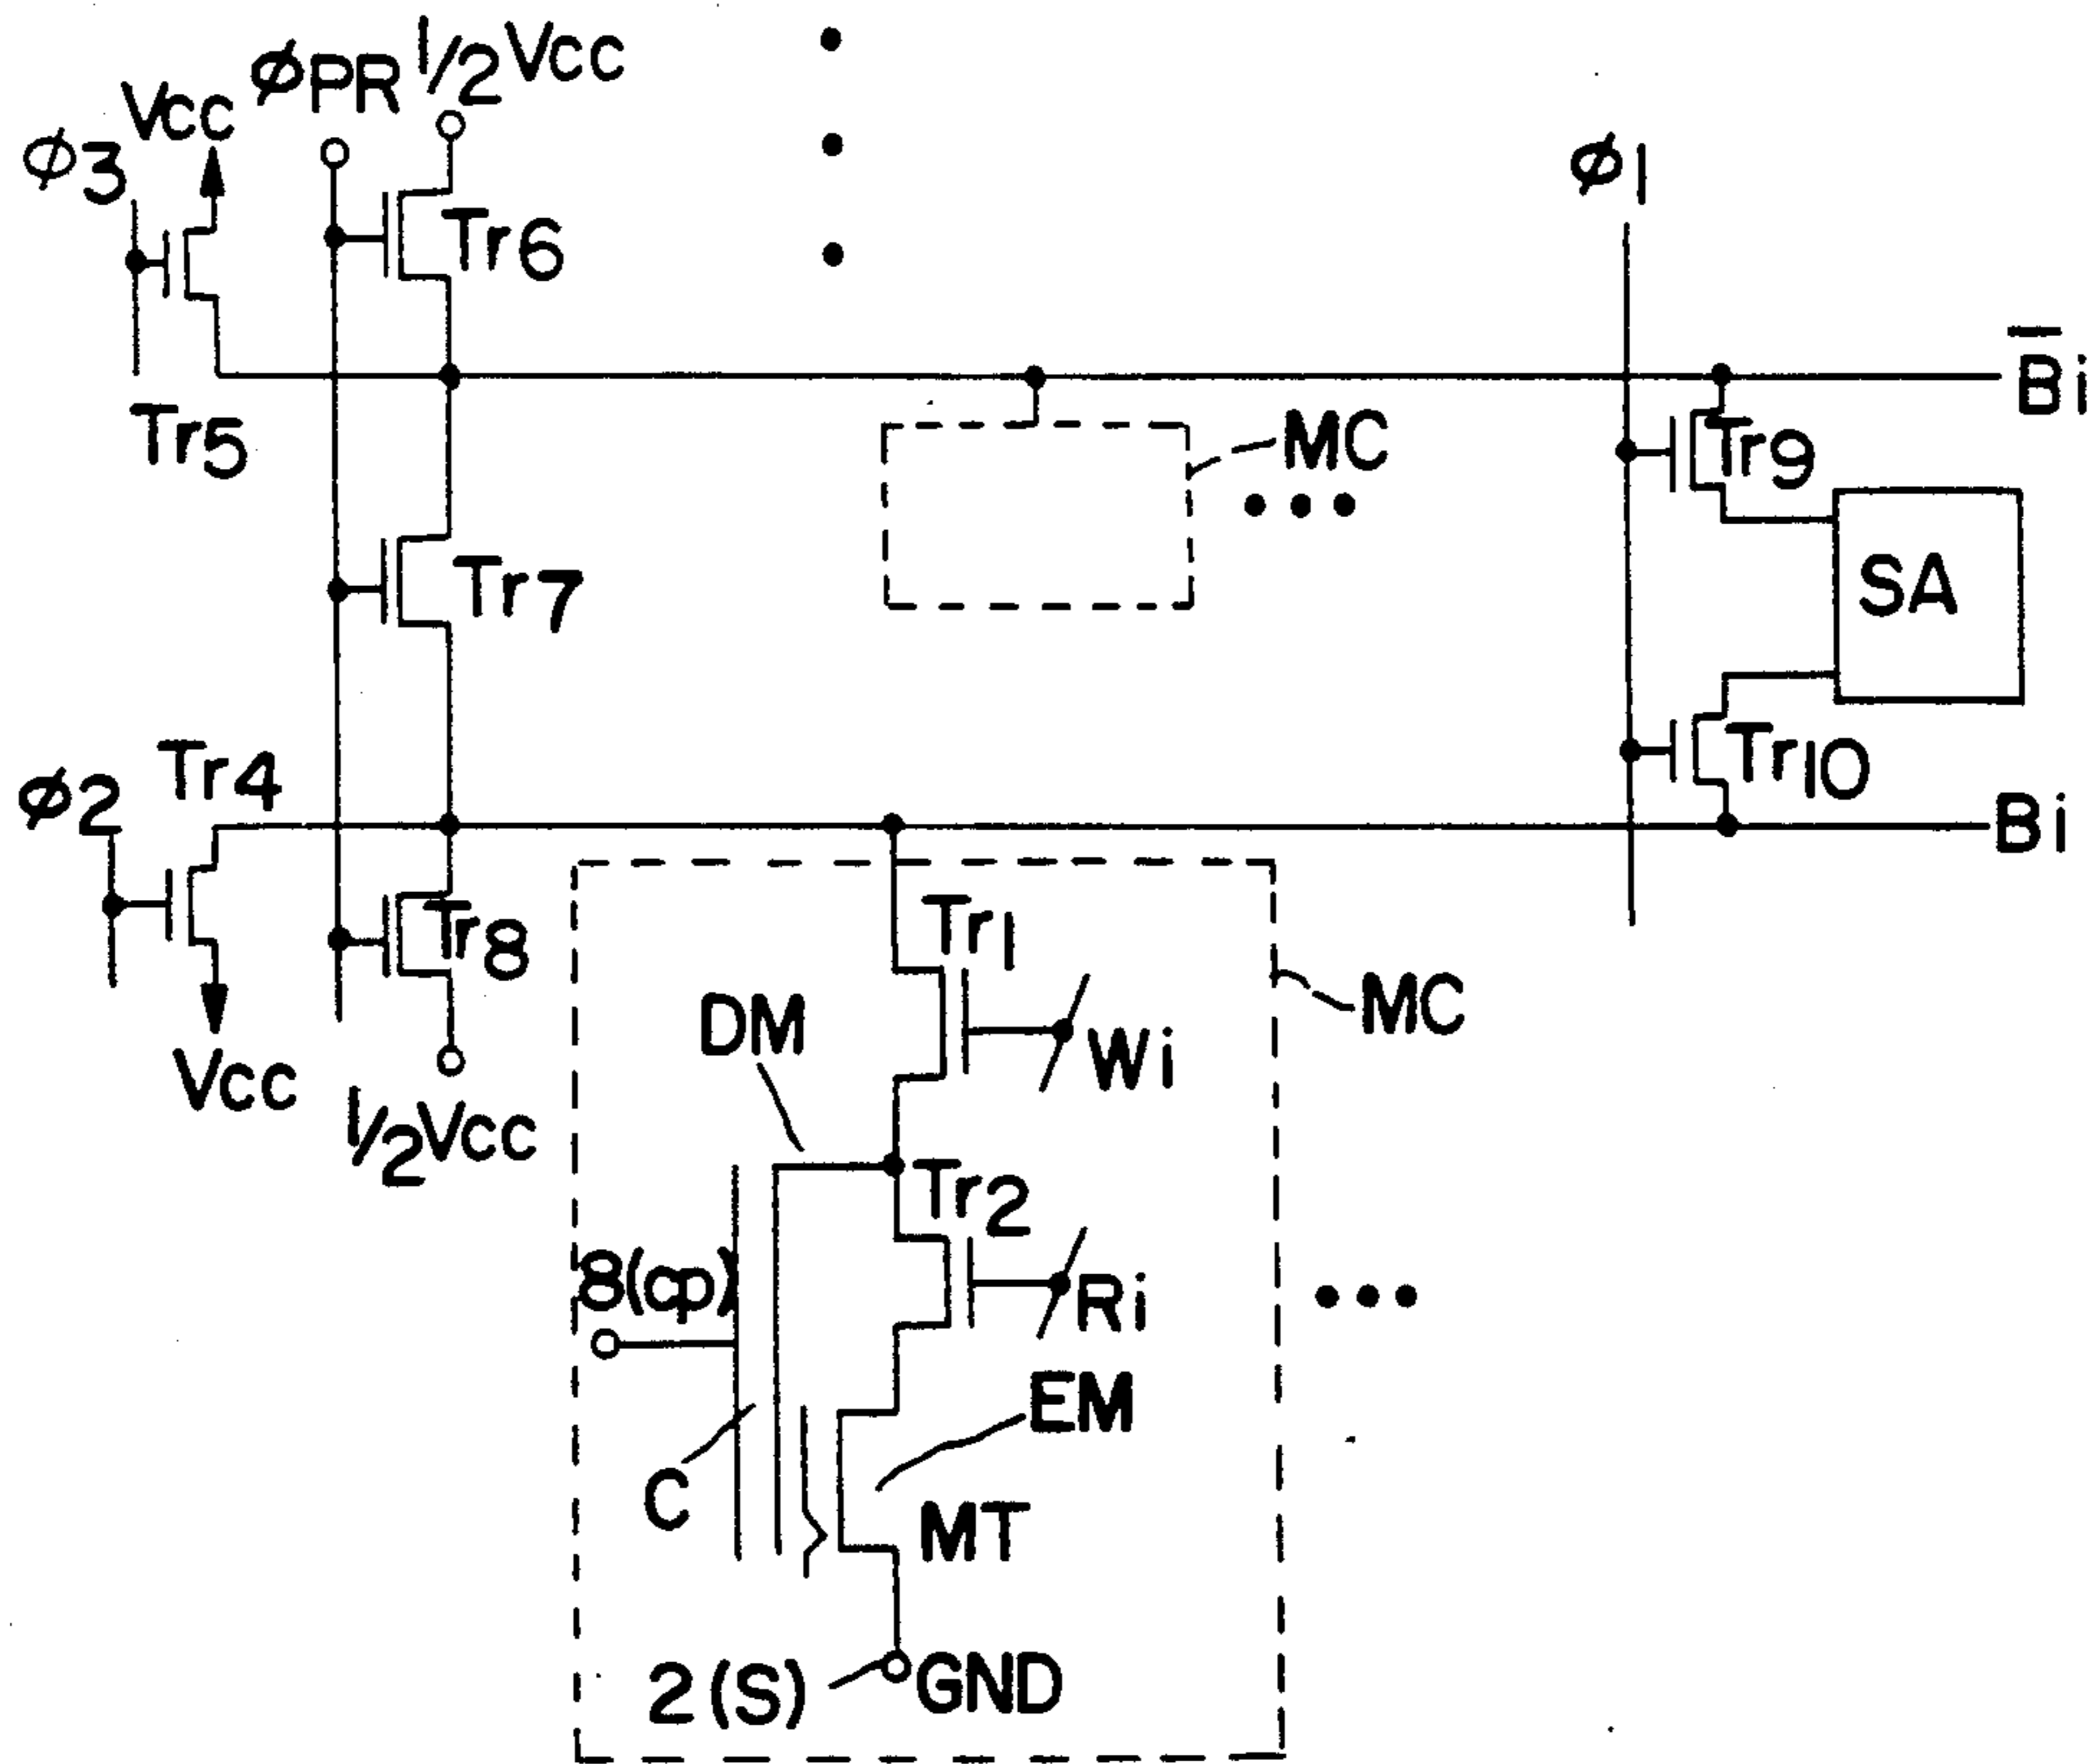 ϕPR
1/2Vcc
Vcc
ϕ3
ϕ1
Tr6
B̅i
Tr5
MC
Tr9
Tr7
SA
Tr4
ϕ2
Tr10
Bi
Tr8
Tr1
DM
MC
Wi
Vcc
1/2Vcc
Tr2
8(cp)
Ri
EM
C
MT
2(S)
GND